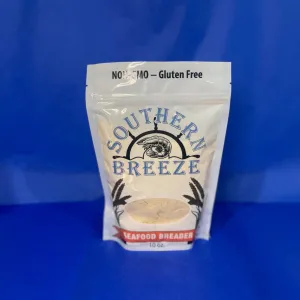 NON-GMO — Gluten Free
SOUTHERN
BREEZE
SEAFOOD BREADER